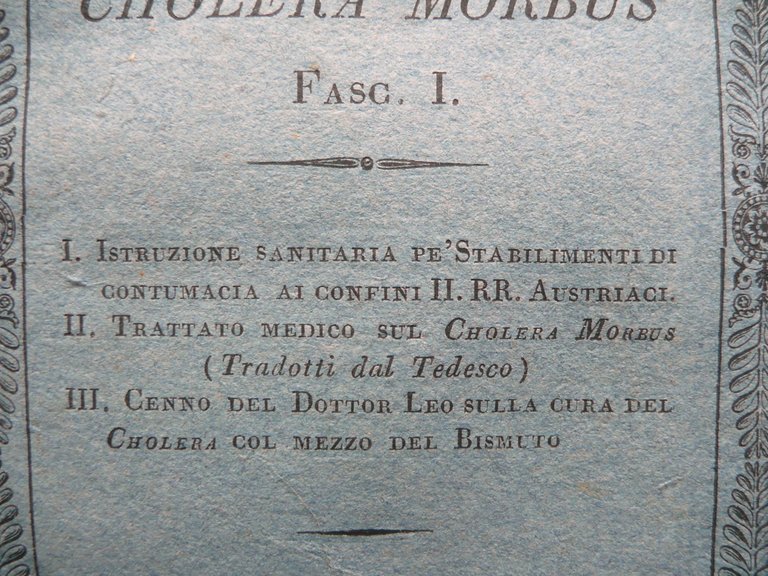 CHOLERA MORBUS
FASC. I.
I. ISTRUZIONE SANITARIA PE'STABILIMENTI DI
CONTUMACIA AI CONFINI II. RR. AUSTRIACI.
II. TRATTATO MEDICO SUL CHOLERA MORBUS
(Tradotti dal Tedesco)
III. CENNO DEL DOTTOR LEO SULLA CURA DEL
CHOLERA COL MEZZO DEL BISMUTO